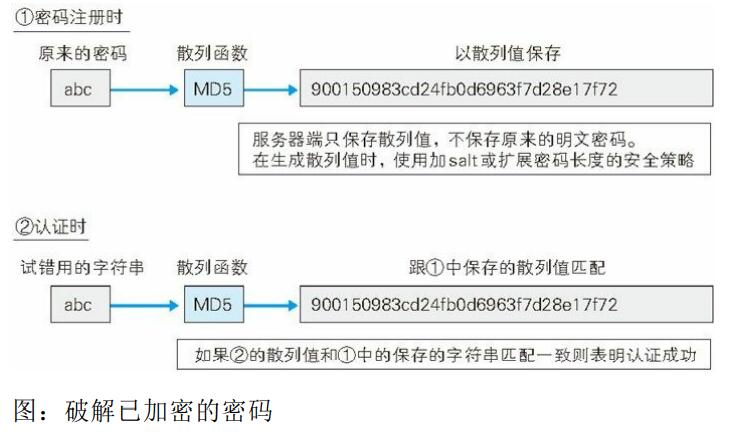 ①密码注册时
原来的密码 散列函数 以散列值保存
abc MD5 900150983cd24fb0d6963f7d28e17f72
服务器端只保存散列值，不保存原来的明文密码。
在生成散列值时，使用加salt或扩展密码长度的安全策略
②认证时
试错用的字符串 散列函数 跟①中保存的散列值匹配
abc MD5 900150983cd24fb0d6963f7d28e17f72
如果②的散列值和①中的保存的字符串匹配一致则表明认证成功
图：破解已加密的密码